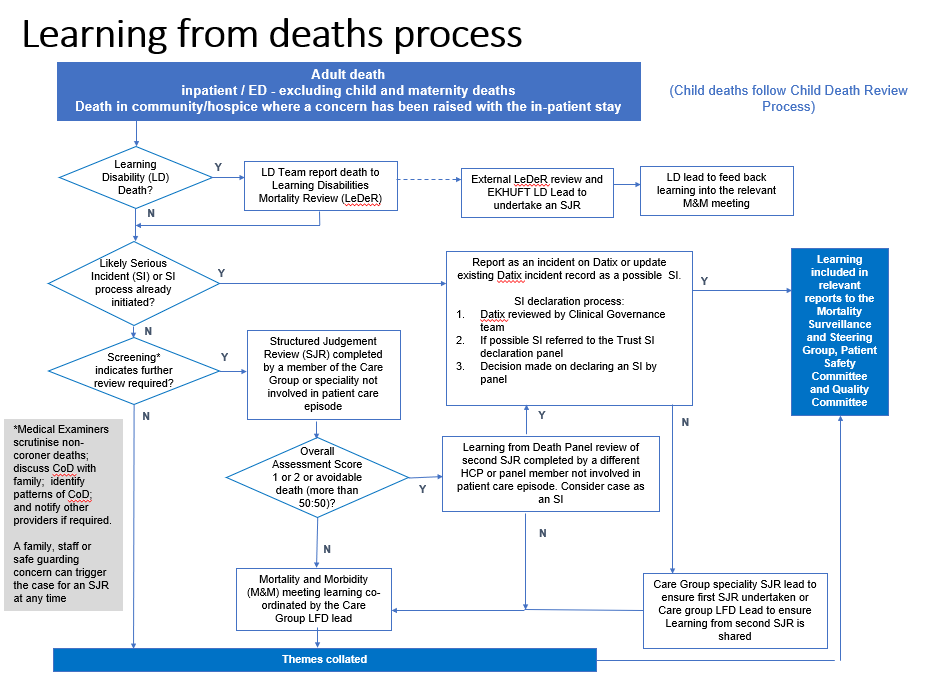 Learning from deaths process
Adult death
inpatient / ED - excluding child and maternity deaths
Death in community/hospice where a concern has been raised with the in-patient stay
(Child deaths follow Child Death Review
Process)
Learning
Disability (LD)
Death?
Y
LD Team report death to
Learning Disabilities
Mortality Review (LeDeR)
External LeDeR review and
EKHUFT LD Lead to
undertake an SJR
LD lead to feed back
learning into the relevant
M&M meeting
N
Likely Serious
Incident (SI) or SI
process already
initiated?
Y
Report as an incident on Datix or update
existing Datix incident record as a possible SI.
SI declaration process:
1. Datix reviewed by Clinical Governance
team
2. If possible SI referred to the Trust SI
declaration panel
3. Decision made on declaring an SI by
panel
Y
Learning
included in
relevant
reports to the
Mortality
Surveillance
and Steering
Group, Patient
Safety
Committee
and Quality
Committee
N
Screening*
indicates further
review required?
Y
Structured Judgement
Review (SJR) completed
by a member of the Care
Group or speciality not
involved in patient care
episode
N
Y
N
*Medical Examiners
scrutinise non-
coroner deaths;
discuss CoD with
family; identify
patterns of CoD;
and notify other
providers if required.
A family, staff or
safe guarding
concern can trigger
the case for an SJR
at any time
Overall
Assessment Score
1 or 2 or avoidable
death (more than
50:50)?
Y
Learning from Death Panel review of
second SJR completed by a different
HCP or panel member not involved in
patient care episode. Consider case as
an SI
N
N
Mortality and Morbidity
(M&M) meeting learning co-
ordinated by the Care
Group LFD lead
Care Group speciality SJR lead to
ensure first SJR undertaken or
Care group LFD Lead to ensure
Learning from second SJR is
shared
Themes collated